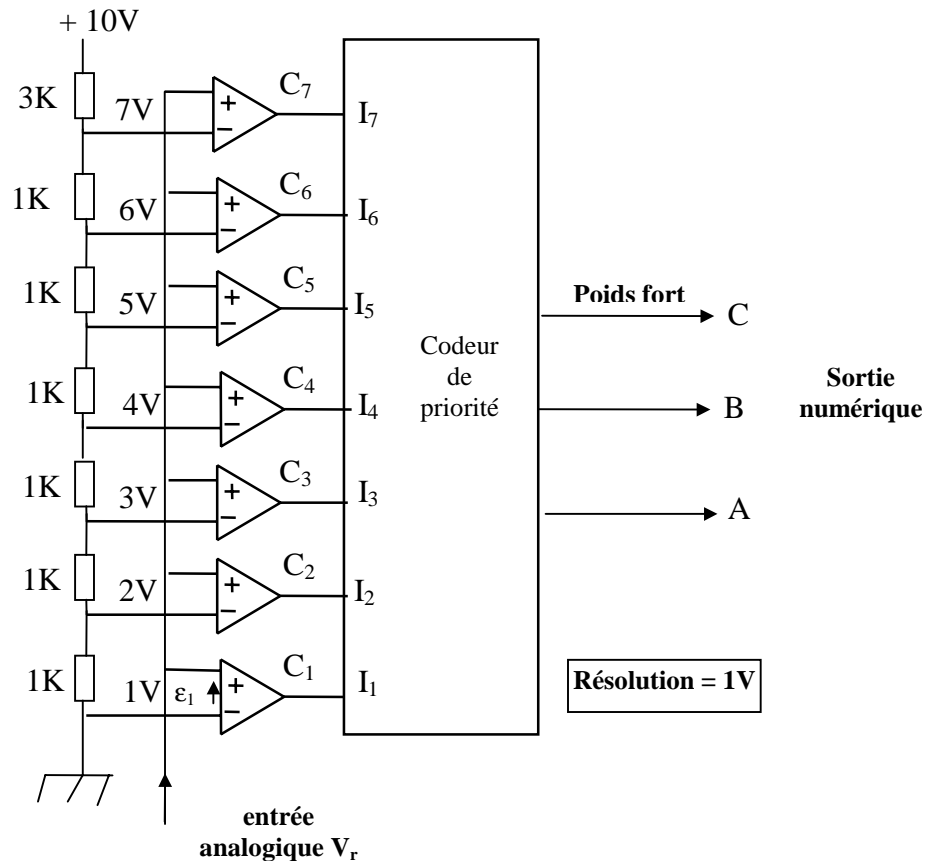 + 10V
3K
7V
+
−
C7
I7
1K
6V
+
−
C6
I6
1K
5V
+
−
C5
I5
Poids fort
C
1K
4V
+
−
C4
I4
Codeur
de
priorité
B
Sortie
numérique
1K
3V
+
−
C3
I3
A
1K
2V
+
−
C2
I2
1K
1V
ε1
+
−
C1
I1
Résolution = 1V
entrée
analogique Vr